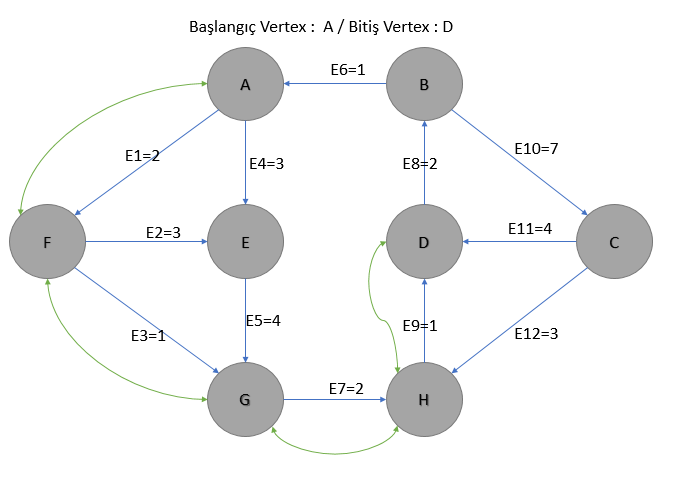 Başlangıç Vertex :  A / Bitiş Vertex : D
E6=1
A
B
E1=2
E4=3
E8=2
E10=7
F
E2=3
E
D
E11=4
C
E3=1
E5=4
E9=1
E12=3
G
E7=2
H